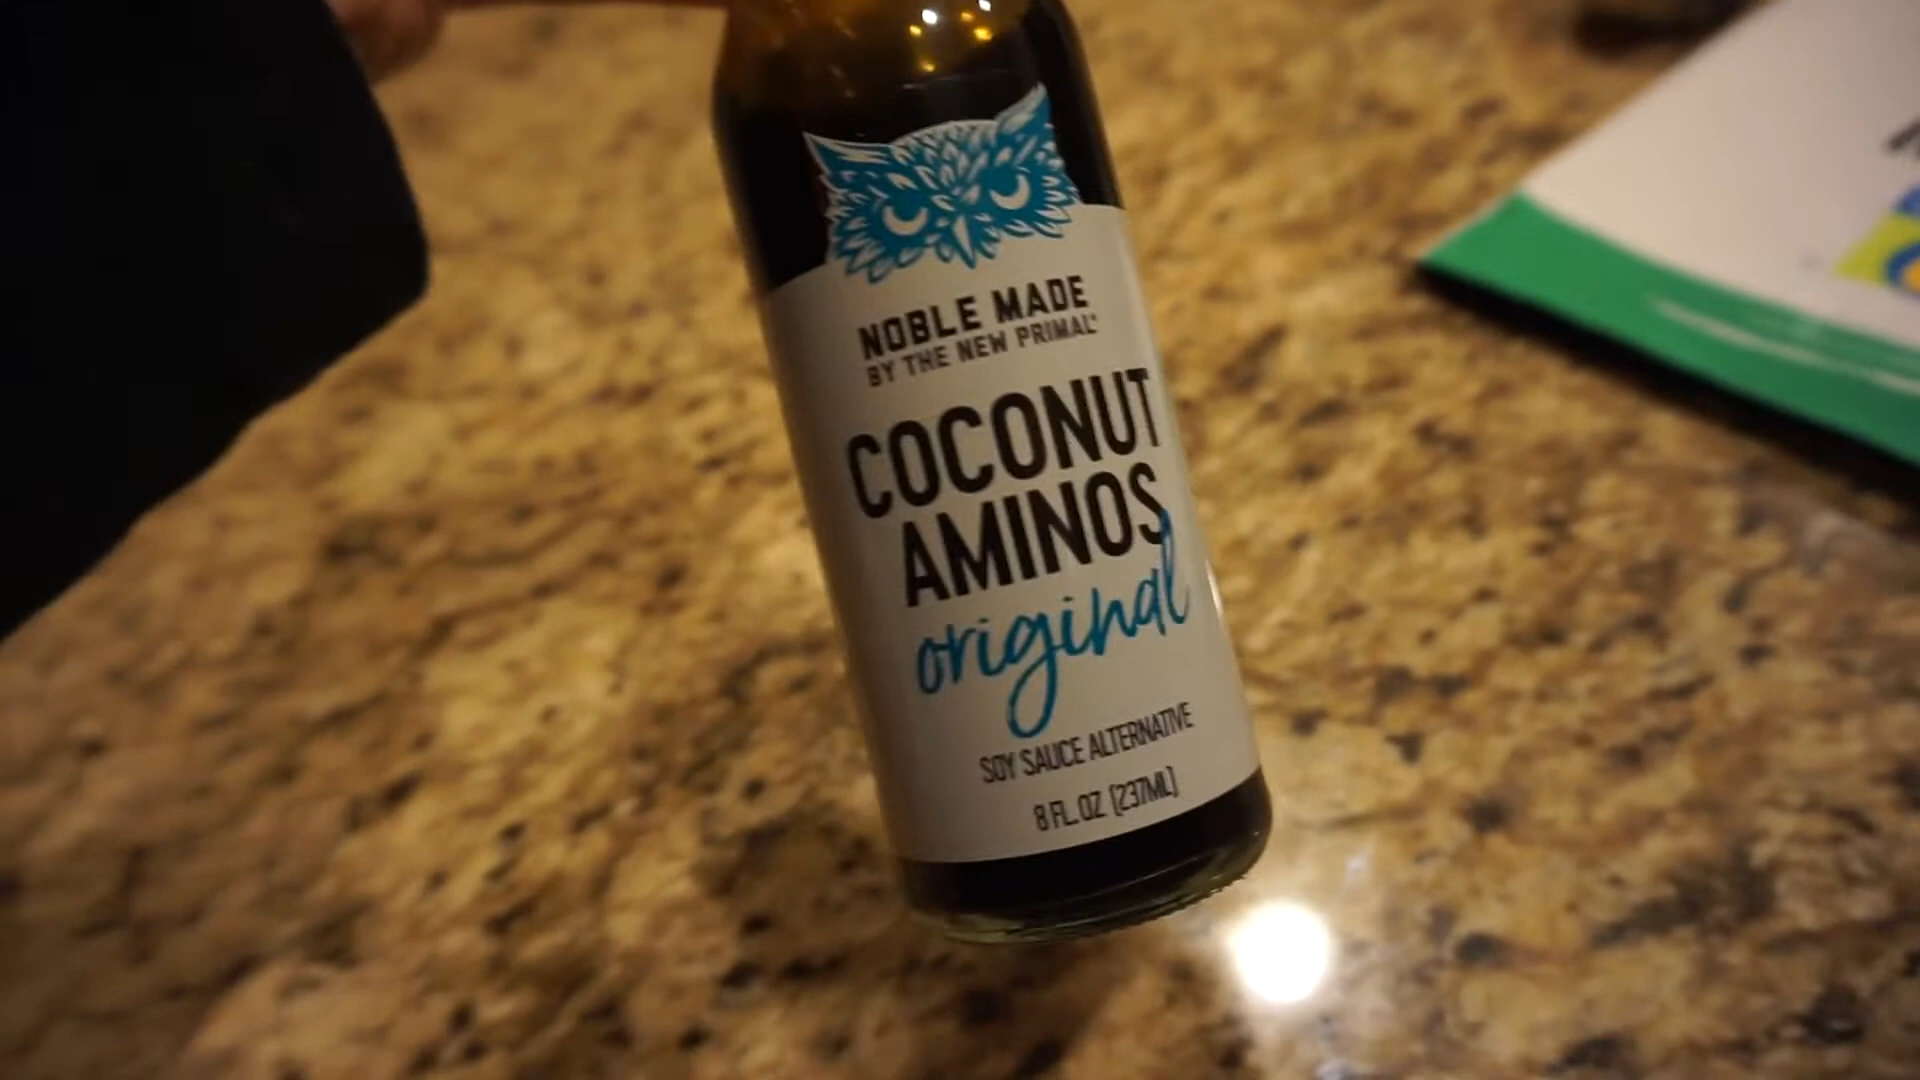 NOBLE MADE
BY THE NEW PRIMAL®
COCONUT
AMINOS
original
SOY SAUCE ALTERNATIVE
8 FL. OZ (237ML)